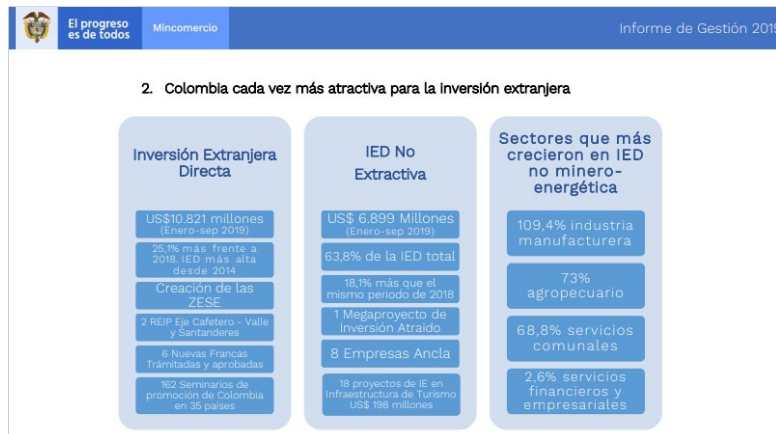 El progreso
es de todos
Mincomercio
Informe de Gestión 2019
2. Colombia cada vez más atractiva para la inversión extranjera
Inversión Extranjera
Directa
US$10.821 millones
(Enero-sep 2019)
25,1% más frente a
2018. IED más alta
desde 2014
Creación de las
ZESE
2 REIP Eje Cafetero - Valle
y Santanderes
6 Nuevas Francas
Trámitadas y aprobadas
162 Seminarios de
promoción de Colombia
en 35 países
IED No
Extractiva
US$ 6.899 Millones
(Enero-sep 2019)
63,8% de la IED total
18,1% más que el
mismo periodo de 2018
1 Megaproyecto de
Inversión Atraido
8 Empresas Ancla
18 proyectos de IE en
Infraestructura de Turismo
US$ 198 millones
Sectores que más
crecieron en IED
no minero-
energética
109,4% industria
manufacturera
73%
agropecuario
68,8% servicios
comunales
2,6% servicios
financieros y
empresariales